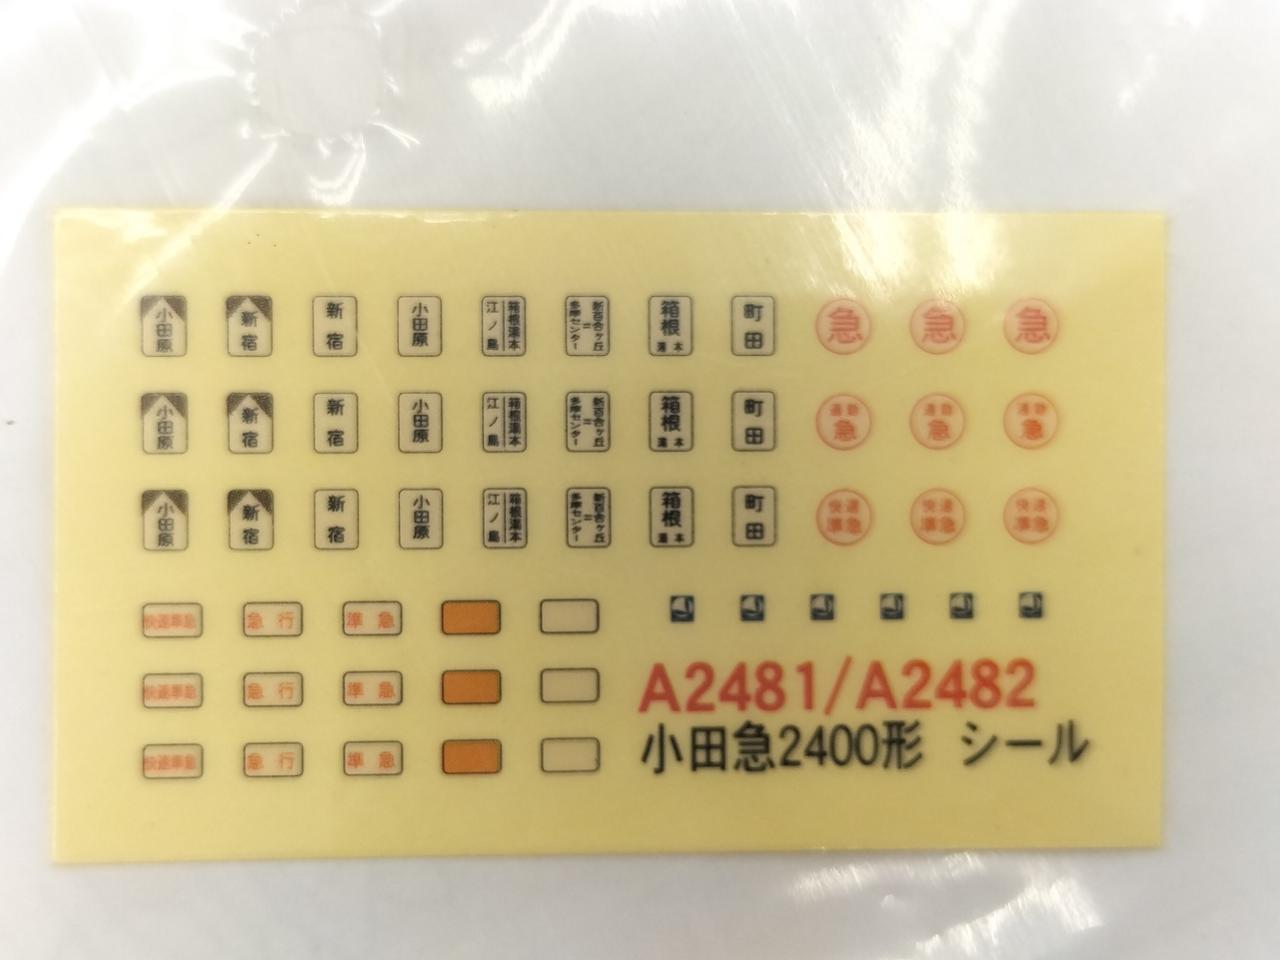 小田原 新宿 新宿 小田原 箱根湯本 江ノ島 新百合ヶ丘 多摩センター 箱根湯本 町田 急 急 急
小田原 新宿 新宿 小田原 箱根湯本 江ノ島 新百合ヶ丘 多摩センター 箱根湯本 町田 通勤急 通勤急 通勤急
小田原 新宿 新宿 小田原 箱根湯本 江ノ島 新百合ヶ丘 多摩センター 箱根湯本 町田 快速準急 快速準急 快速準急
快速準急 急行 準急
快速準急 急行 準急
快速準急 急行 準急
A2481/A2482
小田急2400形 シール